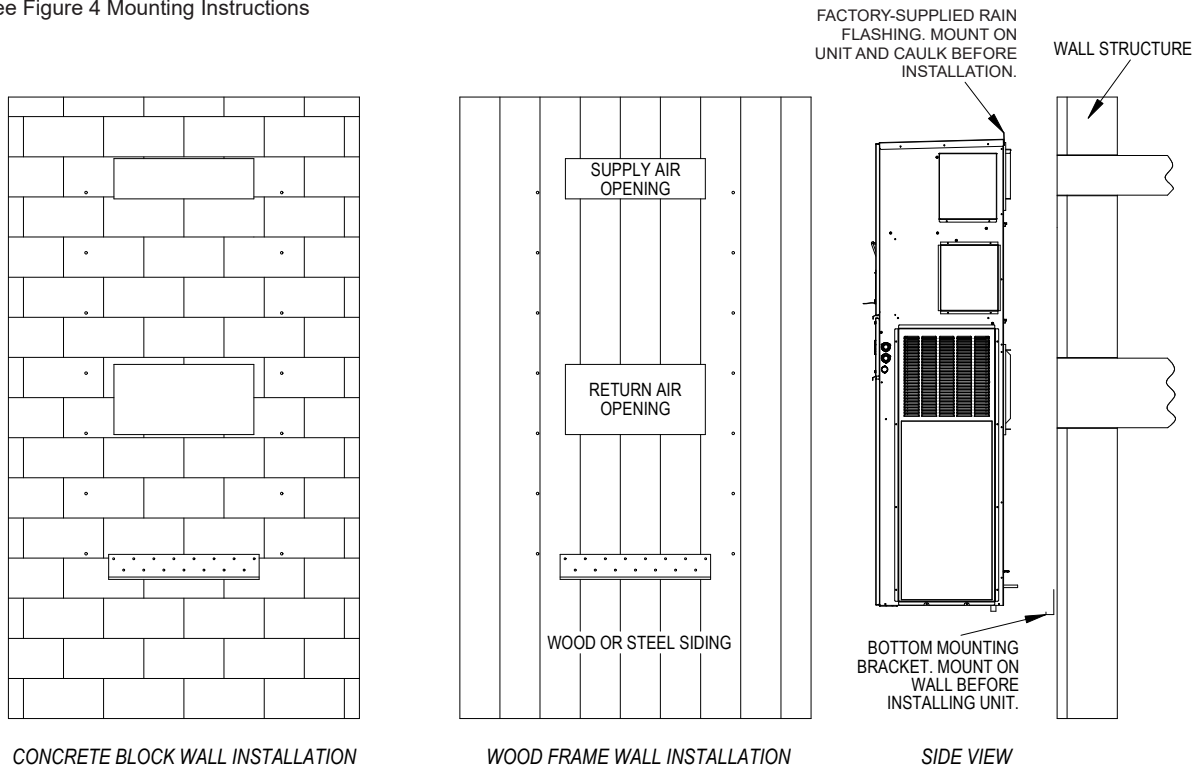 ee Figure 4 Mounting Instructions
FACTORY-SUPPLIED RAIN
FLASHING. MOUNT ON
UNIT AND CAULK BEFORE
INSTALLATION.
WALL STRUCTURE
SUPPLY AIR
OPENING
RETURN AIR
OPENING
WOOD OR STEEL SIDING
BOTTOM MOUNTING
BRACKET. MOUNT ON
WALL BEFORE
INSTALLING UNIT.
CONCRETE BLOCK WALL INSTALLATION
WOOD FRAME WALL INSTALLATION
SIDE VIEW